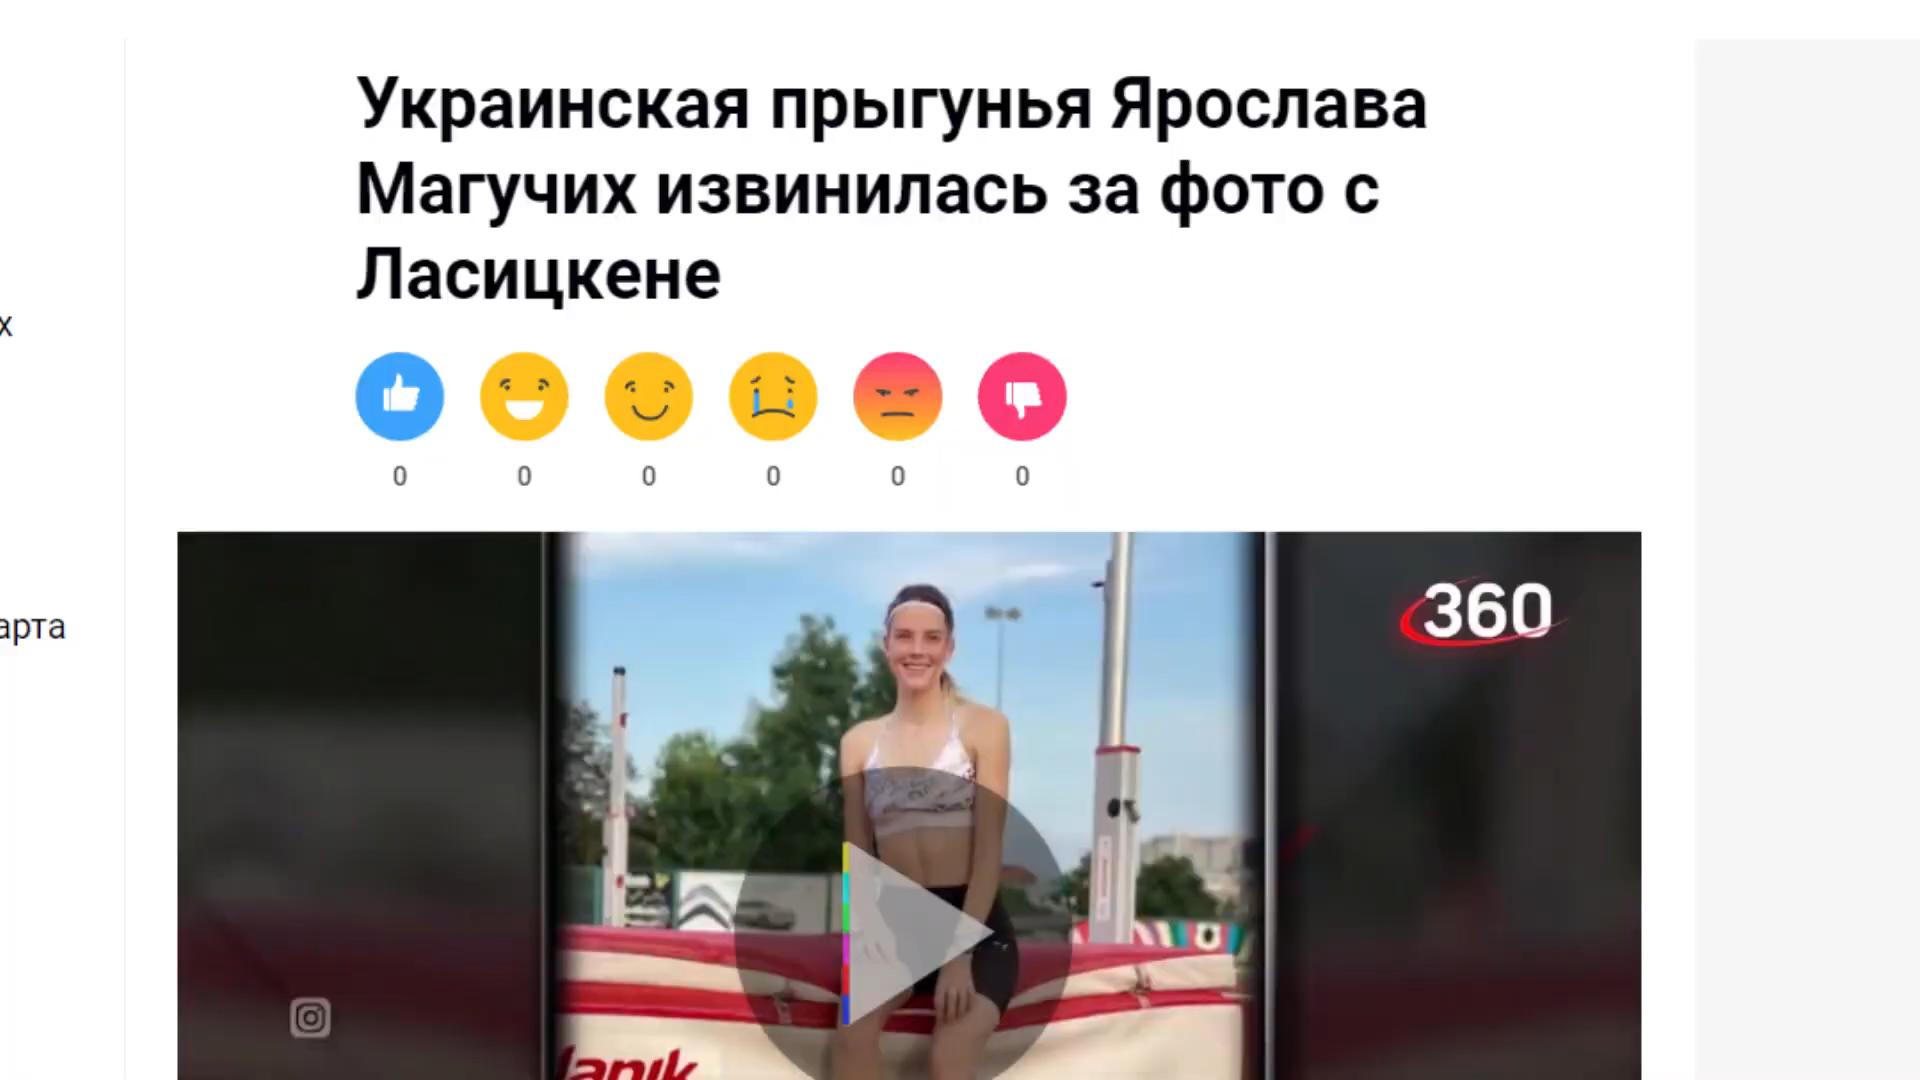 Украинская прыгунья Ярослава
Магучих извинилась за фото с
Ласицкене
х
0 0 0 0 0 0
360
арта